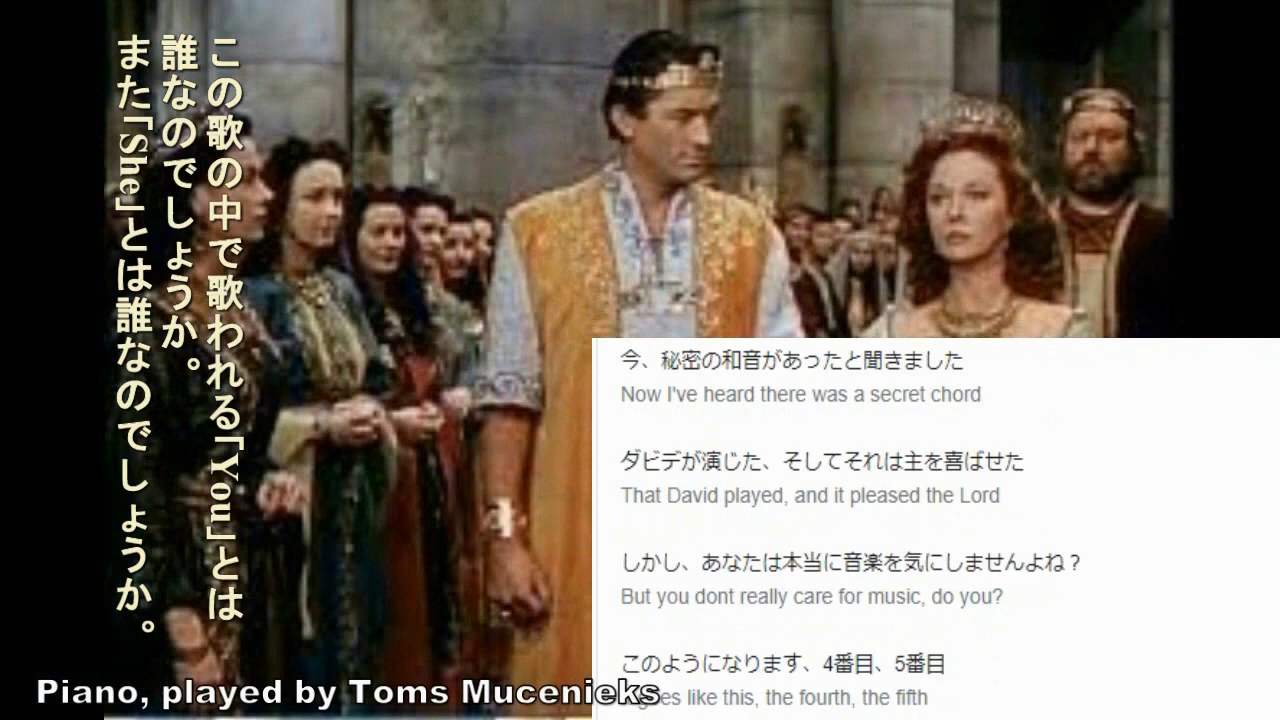 この歌の中で歌われる｢You｣とは
誰なのでしょうか。
また｢She｣とは誰なのでしょうか。
今、秘密の和音があったと聞きました
Now I've heard there was a secret chord
ダビデが演じた、そしてそれは主を喜ばせた
That David played, and it pleased the Lord
しかし、あなたは本当に音楽を気にしませんよね？
But you dont really care for music, do you?
このようになります、4番目、5番目
like this, the fourth, the fifth
Piano, played by Toms Mucenieks